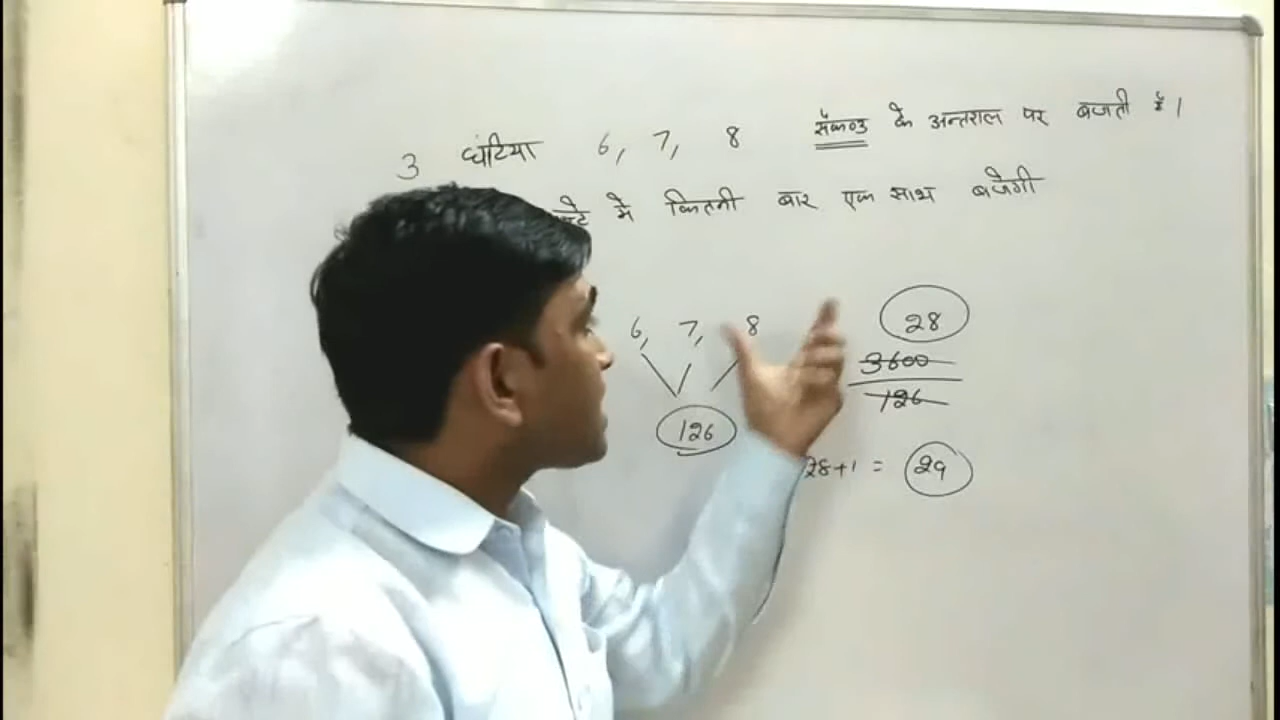 3 घंटिया 6, 7, 8 सैकण्ड के अन्तराल पर बजती है।
में कितनी बार एक साथ बजेगी
6, 7, 8
126
28
3600
126
28+1 = 29